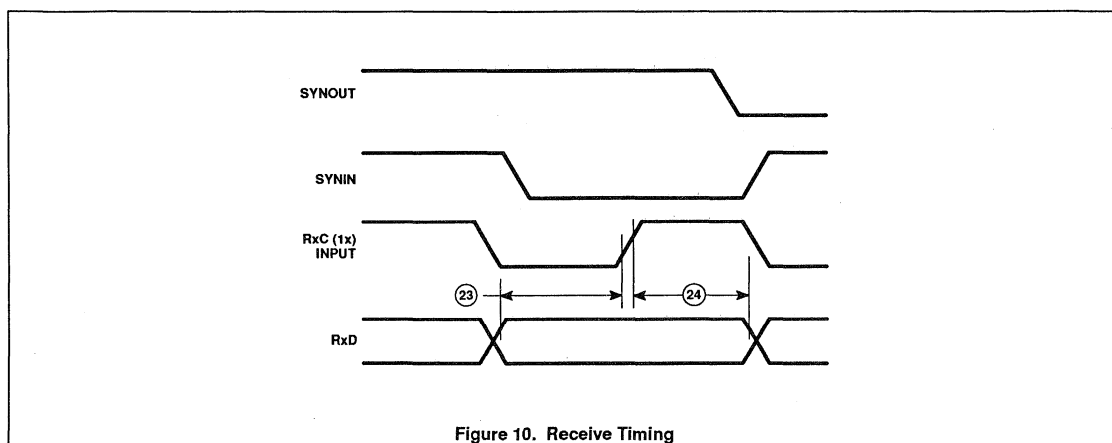 SYNOUT
SYNIN
RxC (1x)
INPUT
23
24
RxD
Figure 10. Receive Timing